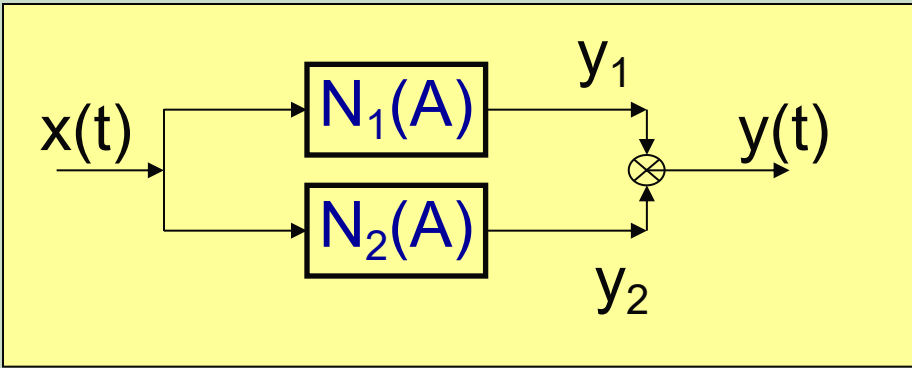 y₁
N₁(A)
x(t)
y(t)
N₂(A)
y₂